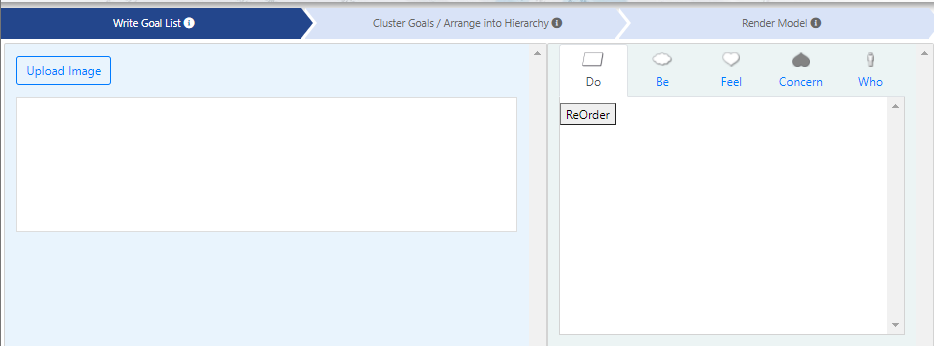 Write Goal List
Cluster Goals / Arrange into Hierarchy
Render Model
Upload Image
Do
Be
Feel
Concern
Who
ReOrder